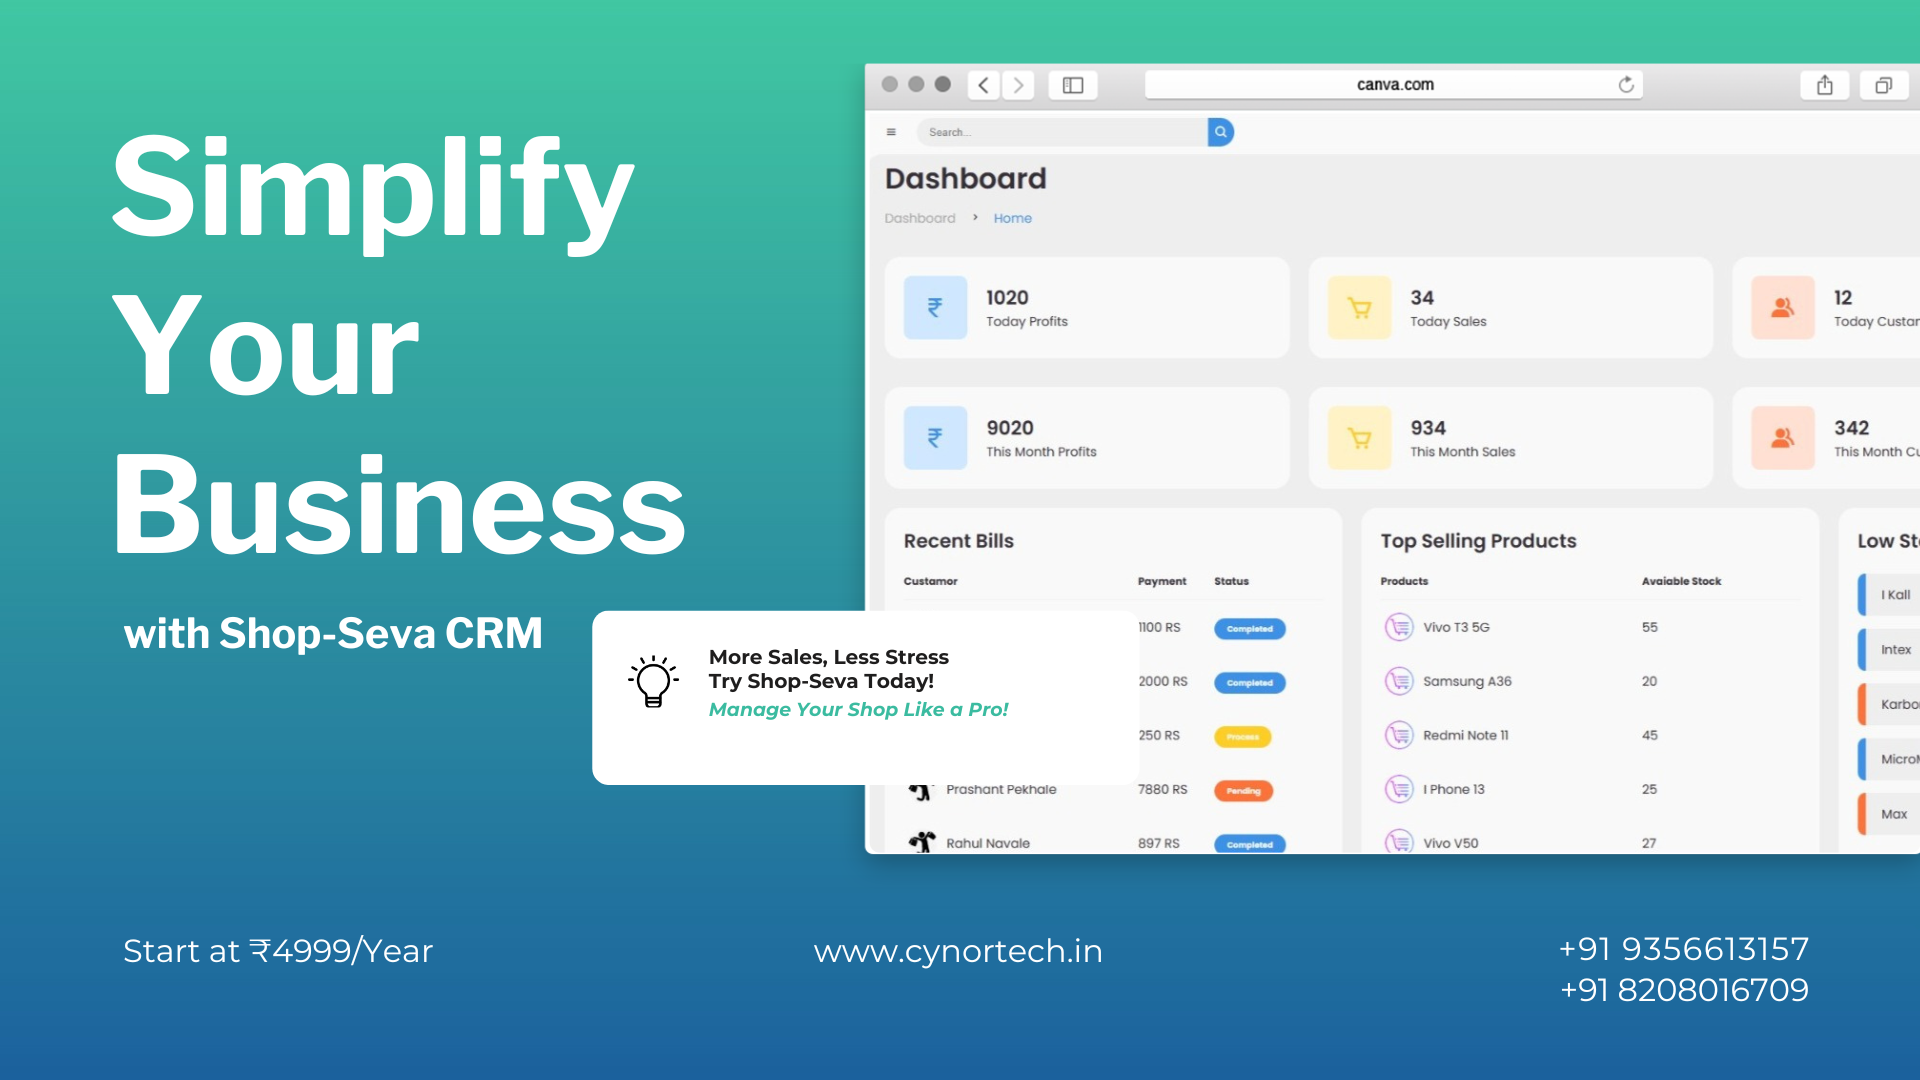 Simplify
Your
Business
with Shop-Seva CRM
More Sales, Less Stress
Try Shop-Seva Today!
Manage Your Shop Like a Pro!
canva.com
Search...
Dashboard
Dashboard > Home
1020
Today Profits
34
Today Sales
12
Today Custar
9020
This Month Profits
934
This Month Sales
342
This Month Cu
Recent Bills
Custamor Payment Status
1100 RS Completed
2000 RS Completed
250 RS Process
Prashant Pekhale 7880 RS Pending
Rahul Navale 897 RS Completed
Top Selling Products
Products Avaiable Stock
Vivo T3 5G 55
Samsung A36 20
Redmi Note 11 45
I Phone 13 25
Vivo V50 27
Low St
I Kall
Intex
Karbo
Micro
Max
Start at ₹4999/Year
www.cynortech.in
+91 9356613157
+91 8208016709